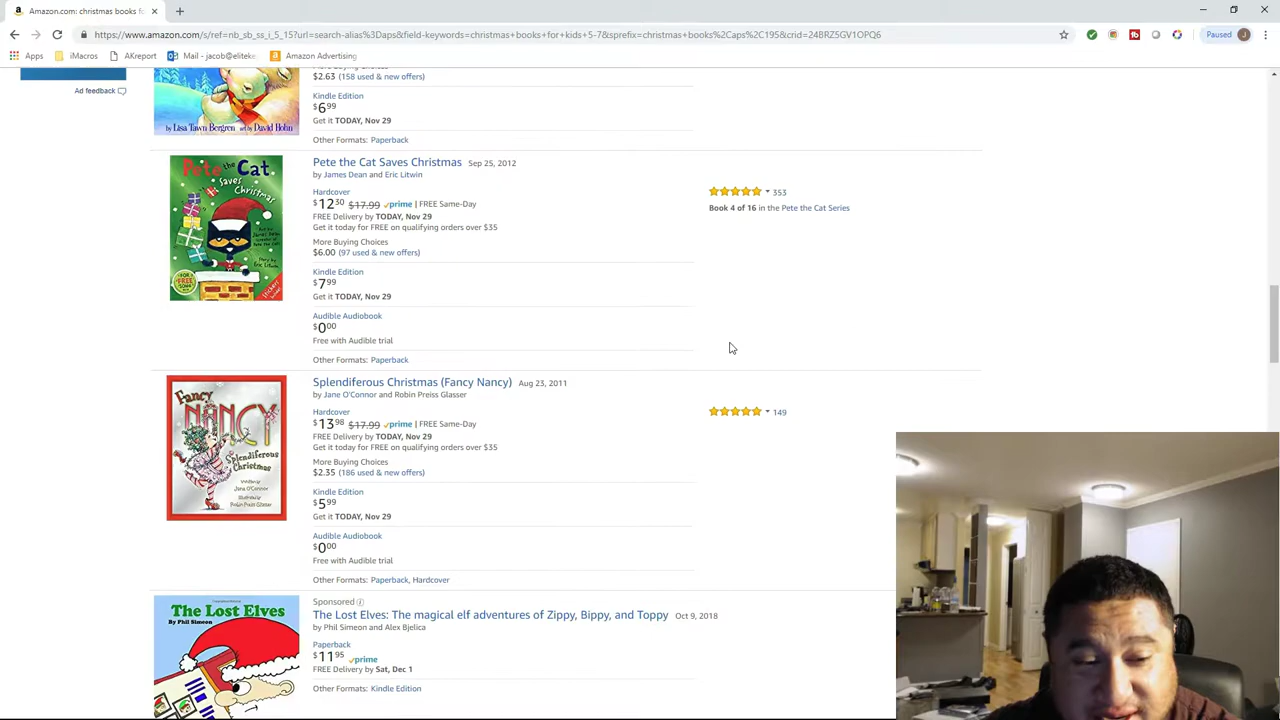 Amazon.com: christmas books fo
https://www.amazon.com/s/ref=nb_sb_ss_i_5_15?url=search-alias%3Daps&field-keywords=christmas+books+for+kids+5-7&sprefix=christmas+books%2Caps%2C195&crid=24BRZ5GV1OPQ6
Paused
Apps
iMacros
AKreport
Mail - jacob@eliteke
Amazon Advertising
Ad feedback
by Lisa Tawn Bergren art by David Hohn
$2.63 (158 used & new offers)
Kindle Edition
$6.99
Get it TODAY, Nov 29
Other Formats: Paperback
Pete the Cat
Saves Christmas
Pete the Cat Saves Christmas Sep 25, 2012
by James Dean and Eric Litwin
Hardcover
$12.30 $17.99 prime | FREE Same-Day
FREE Delivery by TODAY, Nov 29
Get it today for FREE on qualifying orders over $35
More Buying Choices
$6.00 (97 used & new offers)
Kindle Edition
$7.99
Get it TODAY, Nov 29
Audible Audiobook
$0.00
Free with Audible trial
Other Formats: Paperback
353
Book 4 of 16 in the Pete the Cat Series
Fancy
NANCY
Splendiferous
Christmas
Jane O'Connor
Robin Preiss Glasser
Splendiferous Christmas (Fancy Nancy) Aug 23, 2011
by Jane O'Connor and Robin Preiss Glasser
Hardcover
$13.98 $17.99 prime | FREE Same-Day
FREE Delivery by TODAY, Nov 29
Get it today for FREE on qualifying orders over $35
More Buying Choices
$2.35 (186 used & new offers)
Kindle Edition
$5.99
Get it TODAY, Nov 29
Audible Audiobook
$0.00
Free with Audible trial
Other Formats: Paperback, Hardcover
149
The Lost Elves
By Phil Simeon
Sponsored
The Lost Elves: The magical elf adventures of Zippy, Bippy, and Toppy Oct 9, 2018
by Phil Simeon and Alex Bjelica
Paperback
$11.95 prime
FREE Delivery by Sat, Dec 1
Other Formats: Kindle Edition